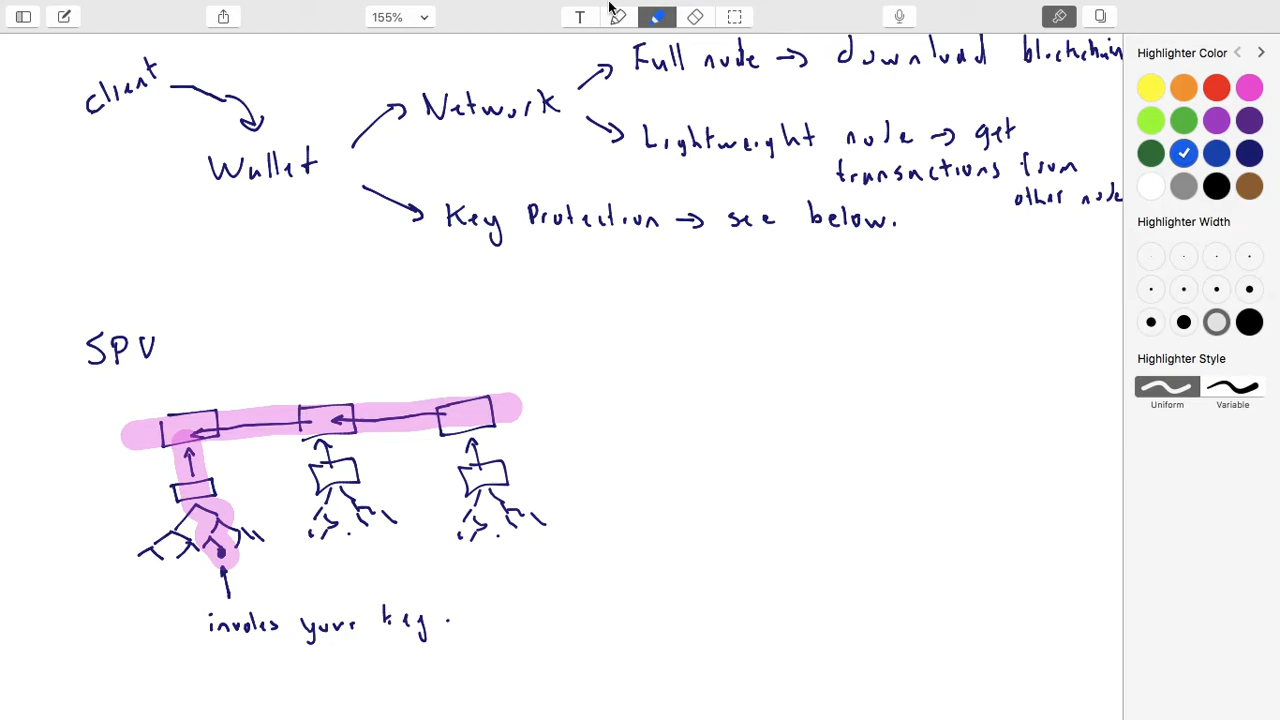 155%
T
Highlighter Color
Full node → download blockchain
client
Network
Lightweight node → get
transactions from
other node
Wallet
Key Protection → see below.
Highlighter Width
SPV
Highlighter Style
Uniform
Variable
involes your key.